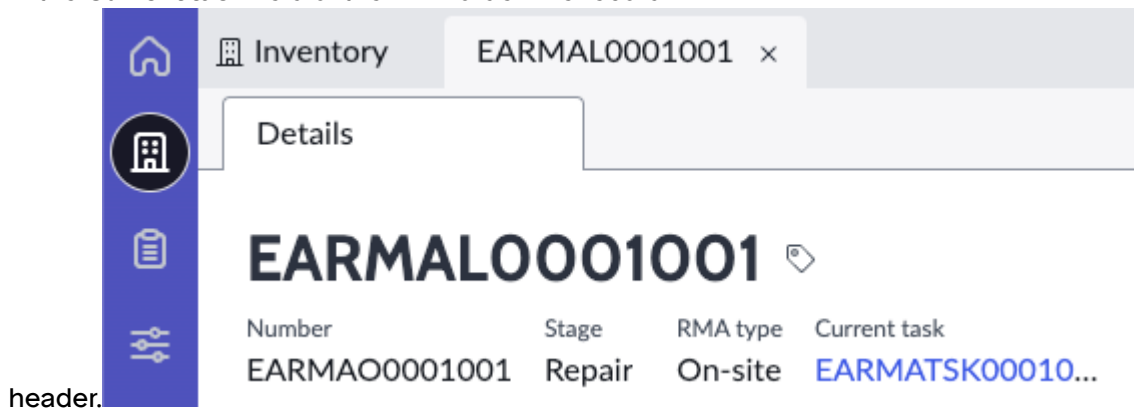 Inventory EARMAL0001001 ×
Details
EARMAL0001001
Number Stage RMA type Current task
EARMAO0001001 Repair On-site EARMATSK00010...
header.